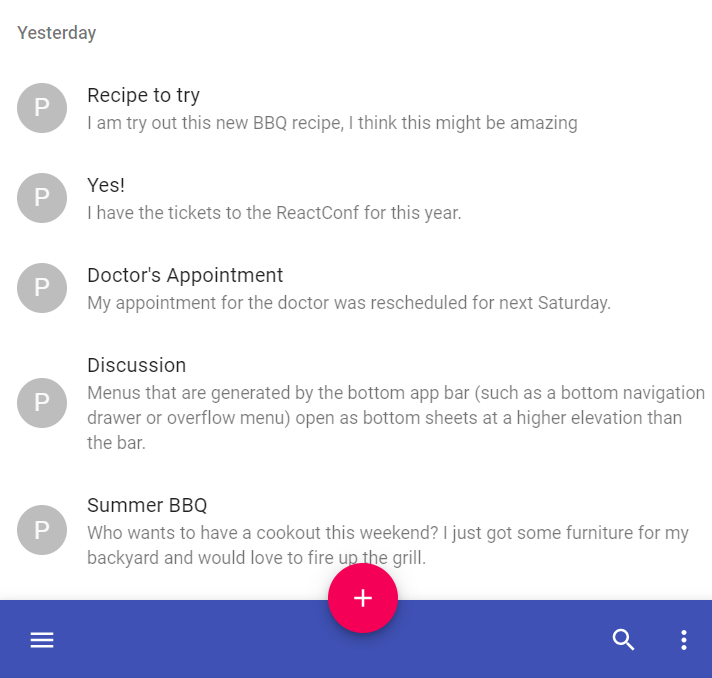 Yesterday
P
Recipe to try
I am try out this new BBQ recipe, I think this might be amazing
P
Yes!
I have the tickets to the ReactConf for this year.
P
Doctor's Appointment
My appointment for the doctor was rescheduled for next Saturday.
P
Discussion
Menus that are generated by the bottom app bar (such as a bottom navigation
drawer or overflow menu) open as bottom sheets at a higher elevation than
the bar.
P
Summer BBQ
Who wants to have a cookout this weekend? I just got some furniture for my
backyard and would love to fire up the grill.